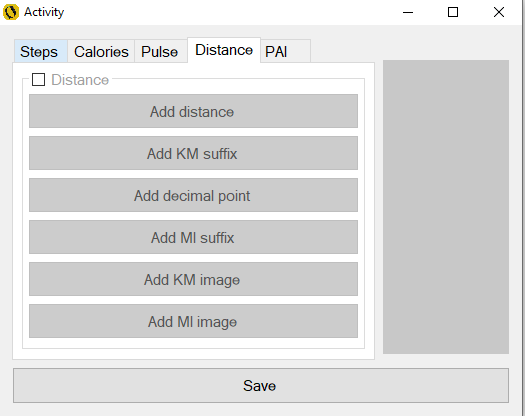 Activity
Steps Calories Pulse Distance PAI
Distance
Add distance
Add KM suffix
Add decimal point
Add MI suffix
Add KM image
Add MI image
Save